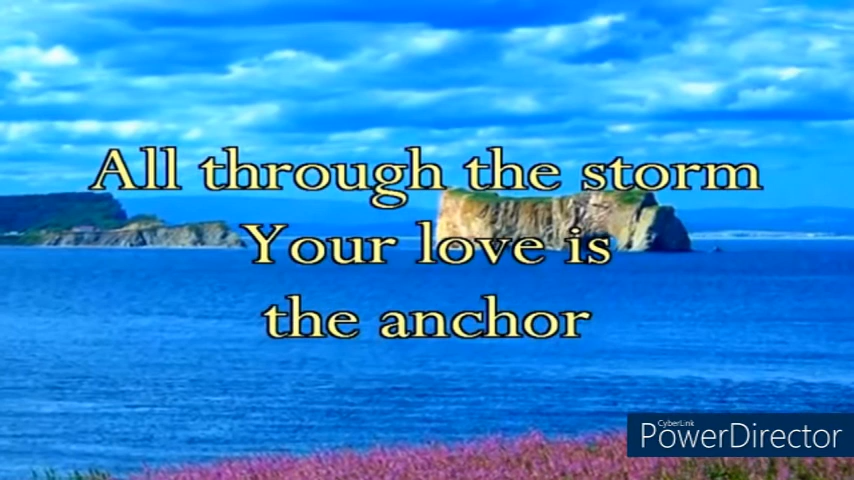 All through the storm
Your love is
the anchor
CyberLink
PowerDirector